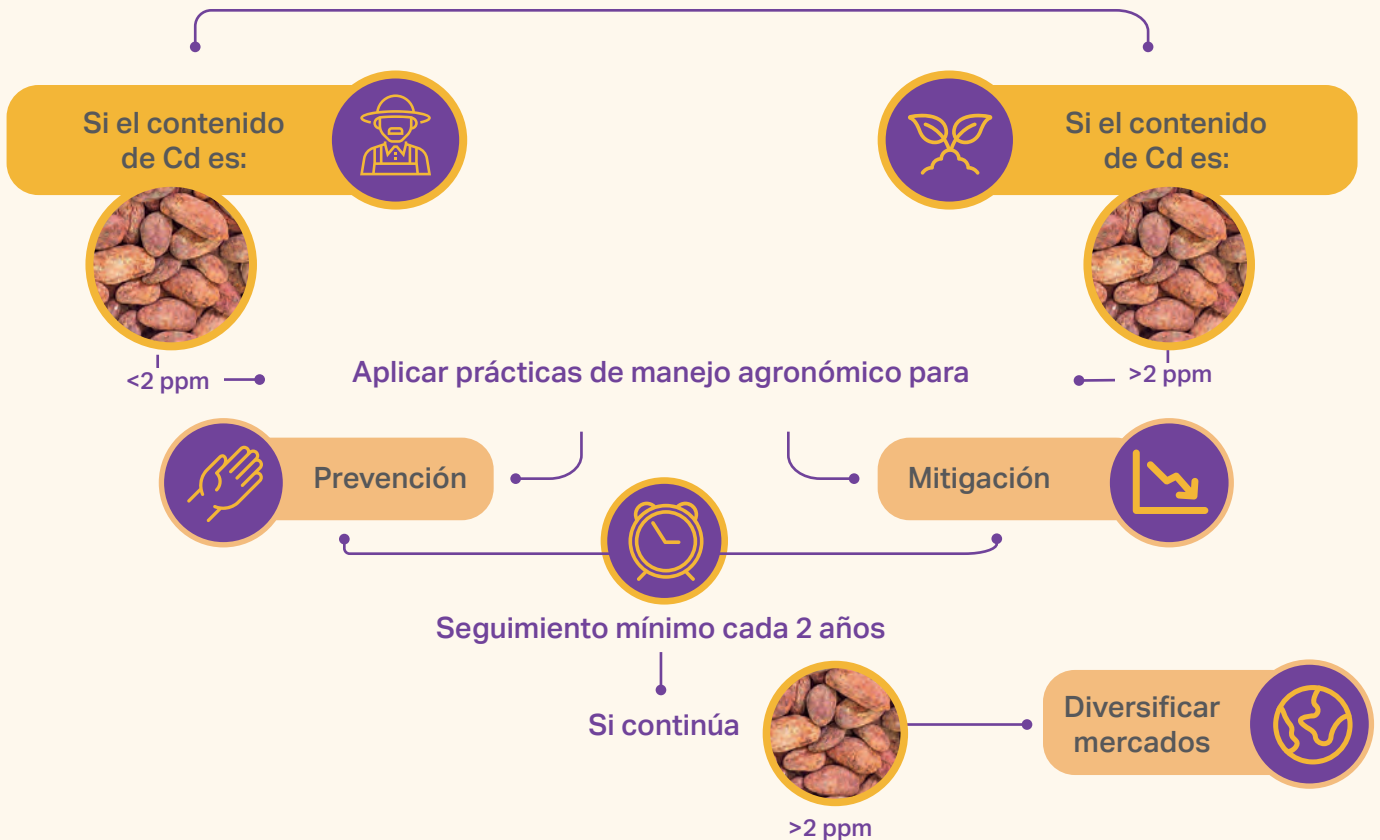 Si el contenido
de Cd es:
Si el contenido
de Cd es:
<2 ppm
Aplicar prácticas de manejo agronómico para
>2 ppm
Prevención
Mitigación
Seguimiento mínimo cada 2 años
Si continúa
Diversificar
mercados
>2 ppm